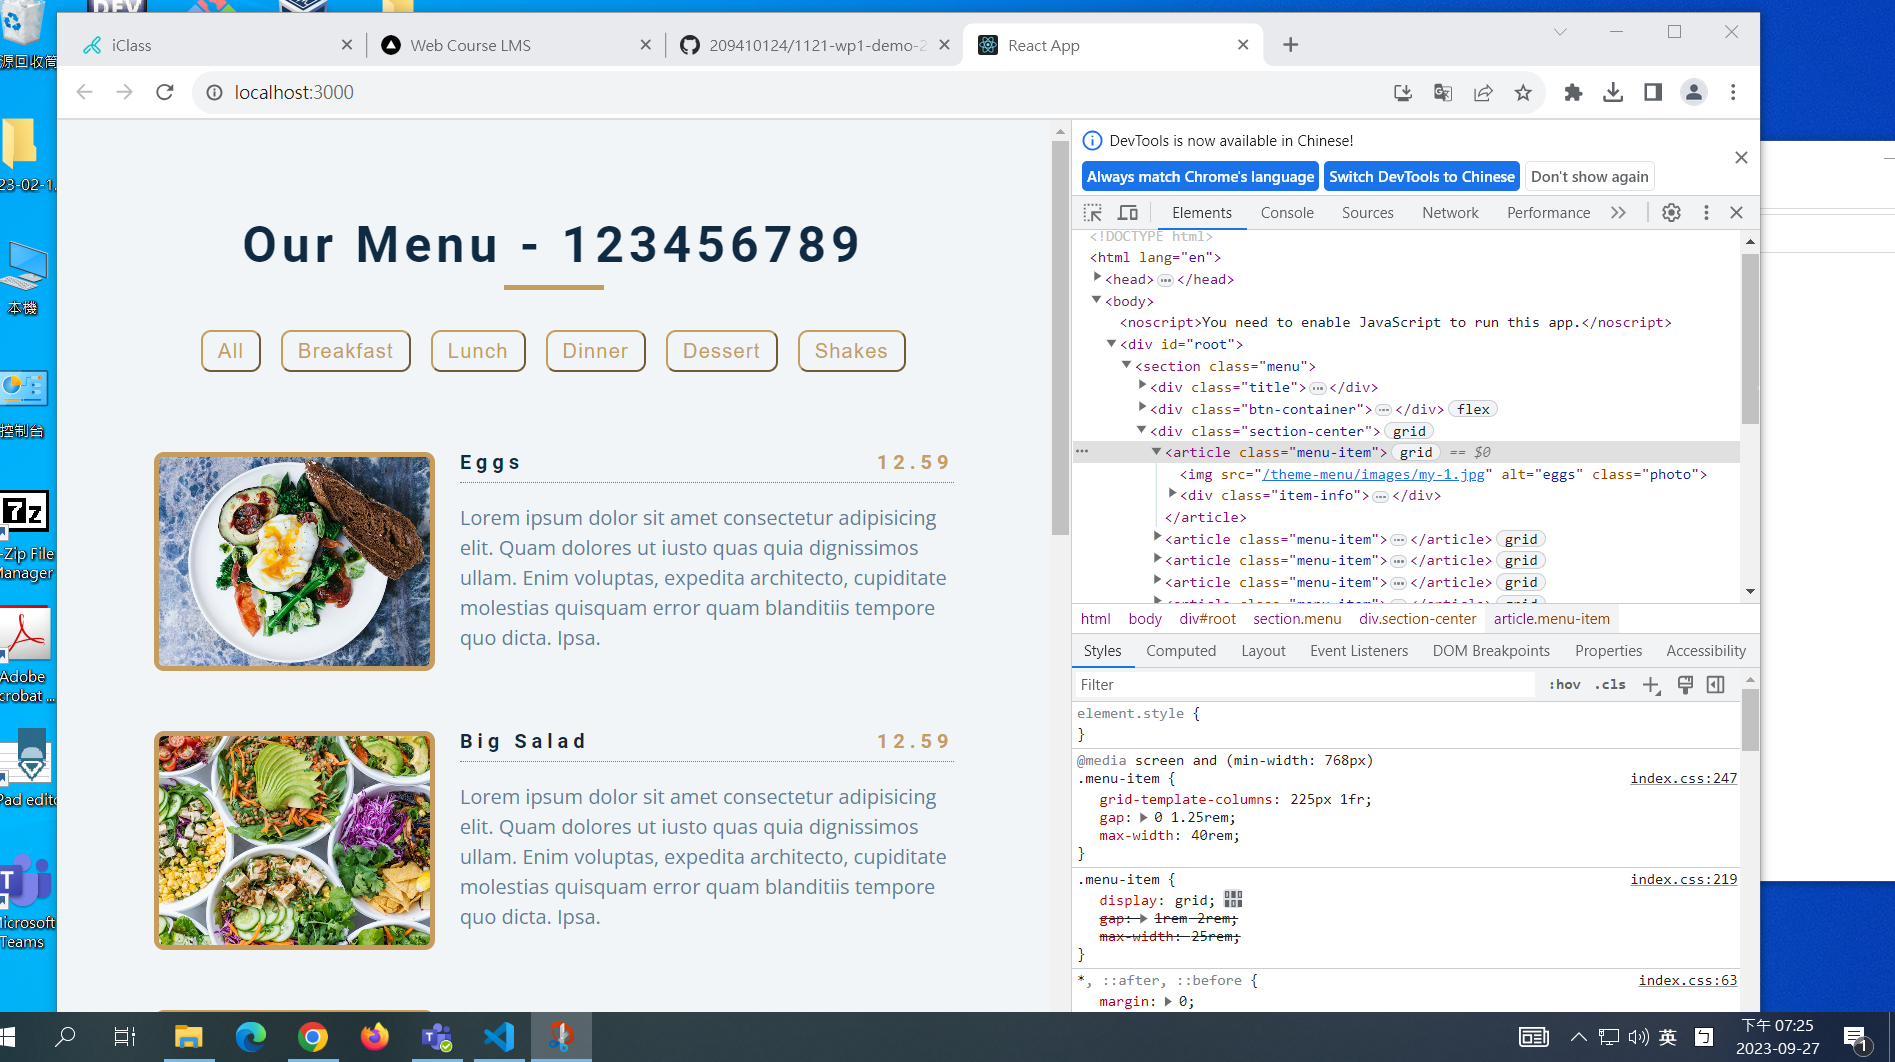 iClass
Web Course LMS
209410124/1121-wp1-demo-2
React App
localhost:3000
源回收筒
23-02-1.
本機
控制台
7z
-Zip File
Manager
Adobe
crobat ...
Pad edito
Microsoft
Teams
Our Menu - 123456789
All
Breakfast
Lunch
Dinner
Dessert
Shakes
Eggs 12.59
Lorem ipsum dolor sit amet consectetur adipisicing
elit. Quam dolores ut iusto quas quia dignissimos
ullam. Enim voluptas, expedita architecto, cupiditate
molestias quisquam error quam blanditiis tempore
quo dicta. Ipsa.
Big Salad 12.59
Lorem ipsum dolor sit amet consectetur adipisicing
elit. Quam dolores ut iusto quas quia dignissimos
ullam. Enim voluptas, expedita architecto, cupiditate
molestias quisquam error quam blanditiis tempore
quo dicta. Ipsa.
DevTools is now available in Chinese!
Always match Chrome's language
Switch DevTools to Chinese
Don't show again
Elements
Console
Sources
Network
Performance
<!DOCTYPE html>
<html lang="en">
<head>…</head>
<body>
<noscript>You need to enable JavaScript to run this app.</noscript>
<div id="root">
<section class="menu">
<div class="title">…</div>
<div class="btn-container">…</div> flex
<div class="section-center"> grid
<article class="menu-item"> grid == $0
<img src="/theme-menu/images/my-1.jpg" alt="eggs" class="photo">
<div class="item-info">…</div>
</article>
<article class="menu-item">…</article> grid
<article class="menu-item">…</article> grid
<article class="menu-item">…</article> grid
<article class="menu-item">…</article> grid
html body div#root section.menu div.section-center article.menu-item
Styles
Computed
Layout
Event Listeners
DOM Breakpoints
Properties
Accessibility
Filter
:hov .cls
element.style {
}
@media screen and (min-width: 768px)
.menu-item { index.css:247
grid-template-columns: 225px 1fr;
gap: 0 1.25rem;
max-width: 40rem;
}
.menu-item { index.css:219
display: grid;
gap: 1rem 2rem;
max-width: 25rem;
}
*, ::after, ::before { index.css:63
margin: 0;
英
下午 07:25
2023-09-27
1